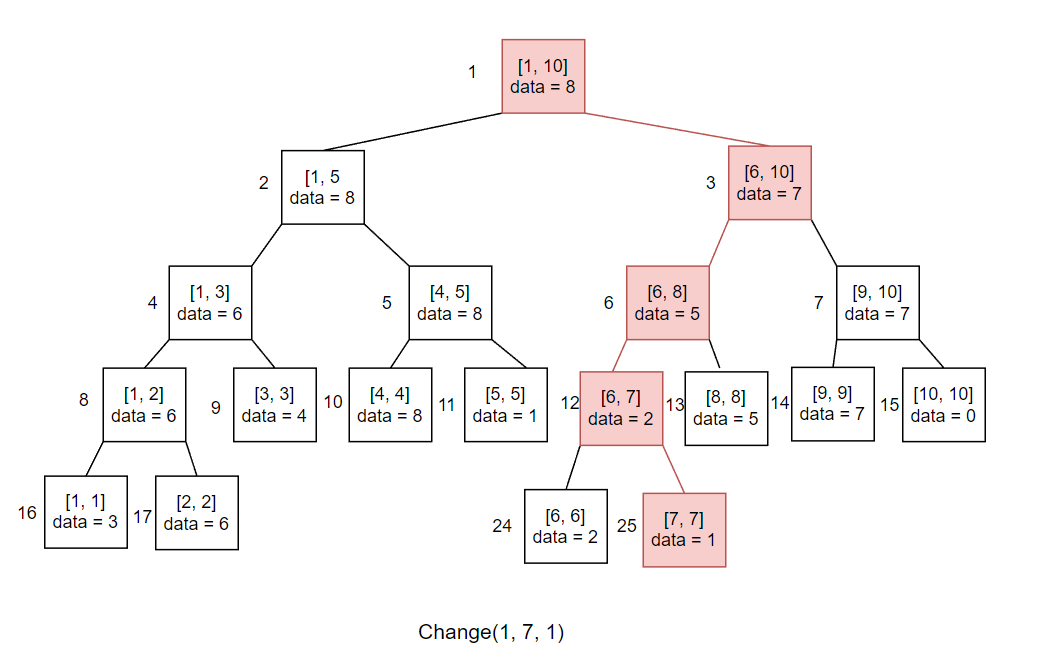 1
[1, 10]
data = 8
2
[1, 5
data = 8
3
[6, 10]
data = 7
4
[1, 3]
data = 6
5
[4, 5]
data = 8
6
[6, 8]
data = 5
7
[9, 10]
data = 7
8
[1, 2]
data = 6
9
[3, 3]
data = 4
10
[4, 4]
data = 8
11
[5, 5]
data = 1
12
[6, 7]
data = 2
13
[8, 8]
data = 5
14
[9, 9]
data = 7
15
[10, 10]
data = 0
16
[1, 1]
data = 3
17
[2, 2]
data = 6
24
[6, 6]
data = 2
25
[7, 7]
data = 1
Change(1, 7, 1)